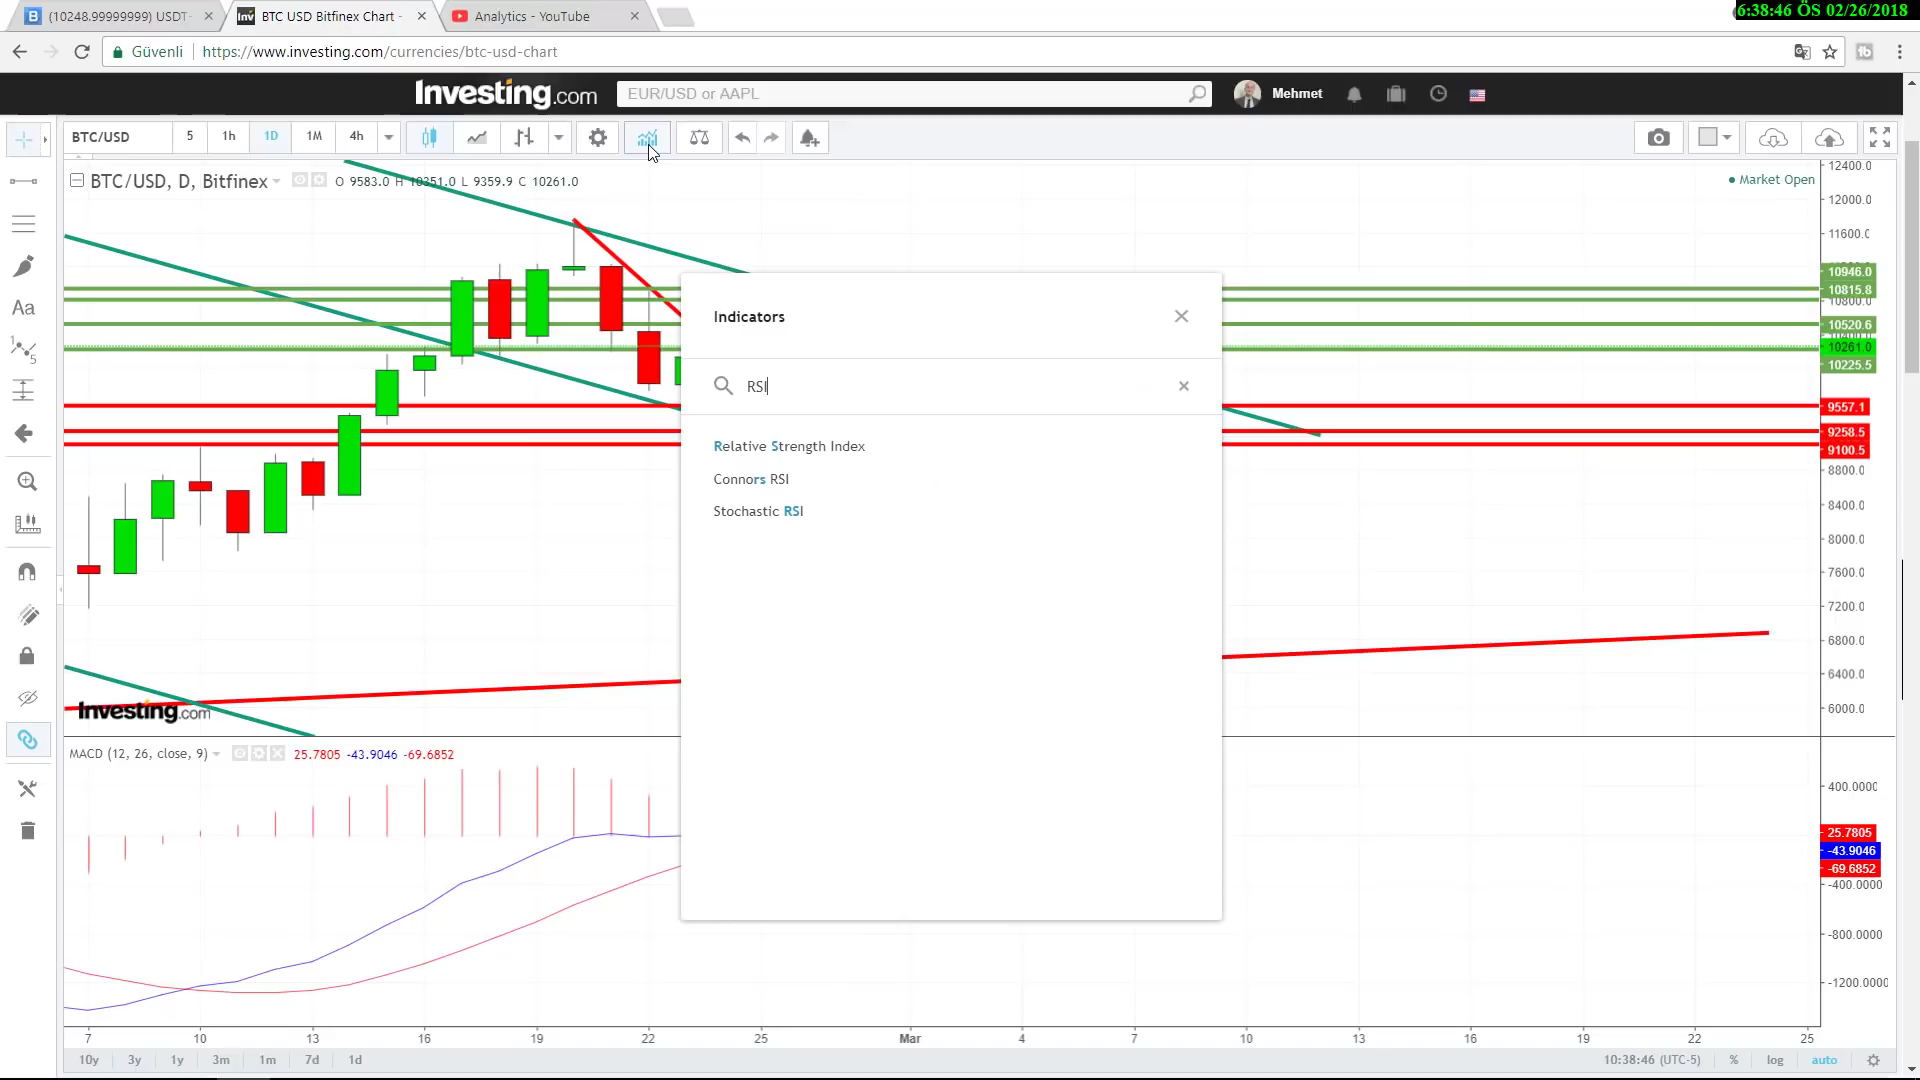 (10248.99999999) USDT-
BTC USD Bitfinex Chart -
Analytics - YouTube
6:38:46 ÖS 02/26/2018
Güvenli
https://www.investing.com/currencies/btc-usd-chart
Investing.com
EUR/USD or AAPL
Mehmet
BTC/USD
5
1h
1D
1M
4h
BTC/USD, D, Bitfinex
O 9583.0 H 10351.0 L 9359.9 C 10261.0
Market Open
12400.0
12000.0
11600.0
10946.0
10815.8
10800.0
10520.6
10261.0
10225.5
9557.1
9258.5
9100.5
8800.0
8400.0
8000.0
7600.0
7200.0
6800.0
6400.0
6000.0
Aa
Indicators
RSI
Relative Strength Index
Connors RSI
Stochastic RSI
Investing.com
MACD (12, 26, close, 9)
25.7805 -43.9046 -69.6852
400.0000
25.7805
-43.9046
-69.6852
-400.0000
-800.0000
-1200.0000
7 10 13 16 19 22 25 Mar 4 7 10 13 16 19 22 25
10y 3y 1y 3m 1m 7d 1d
10:38:46 (UTC-5) % log auto